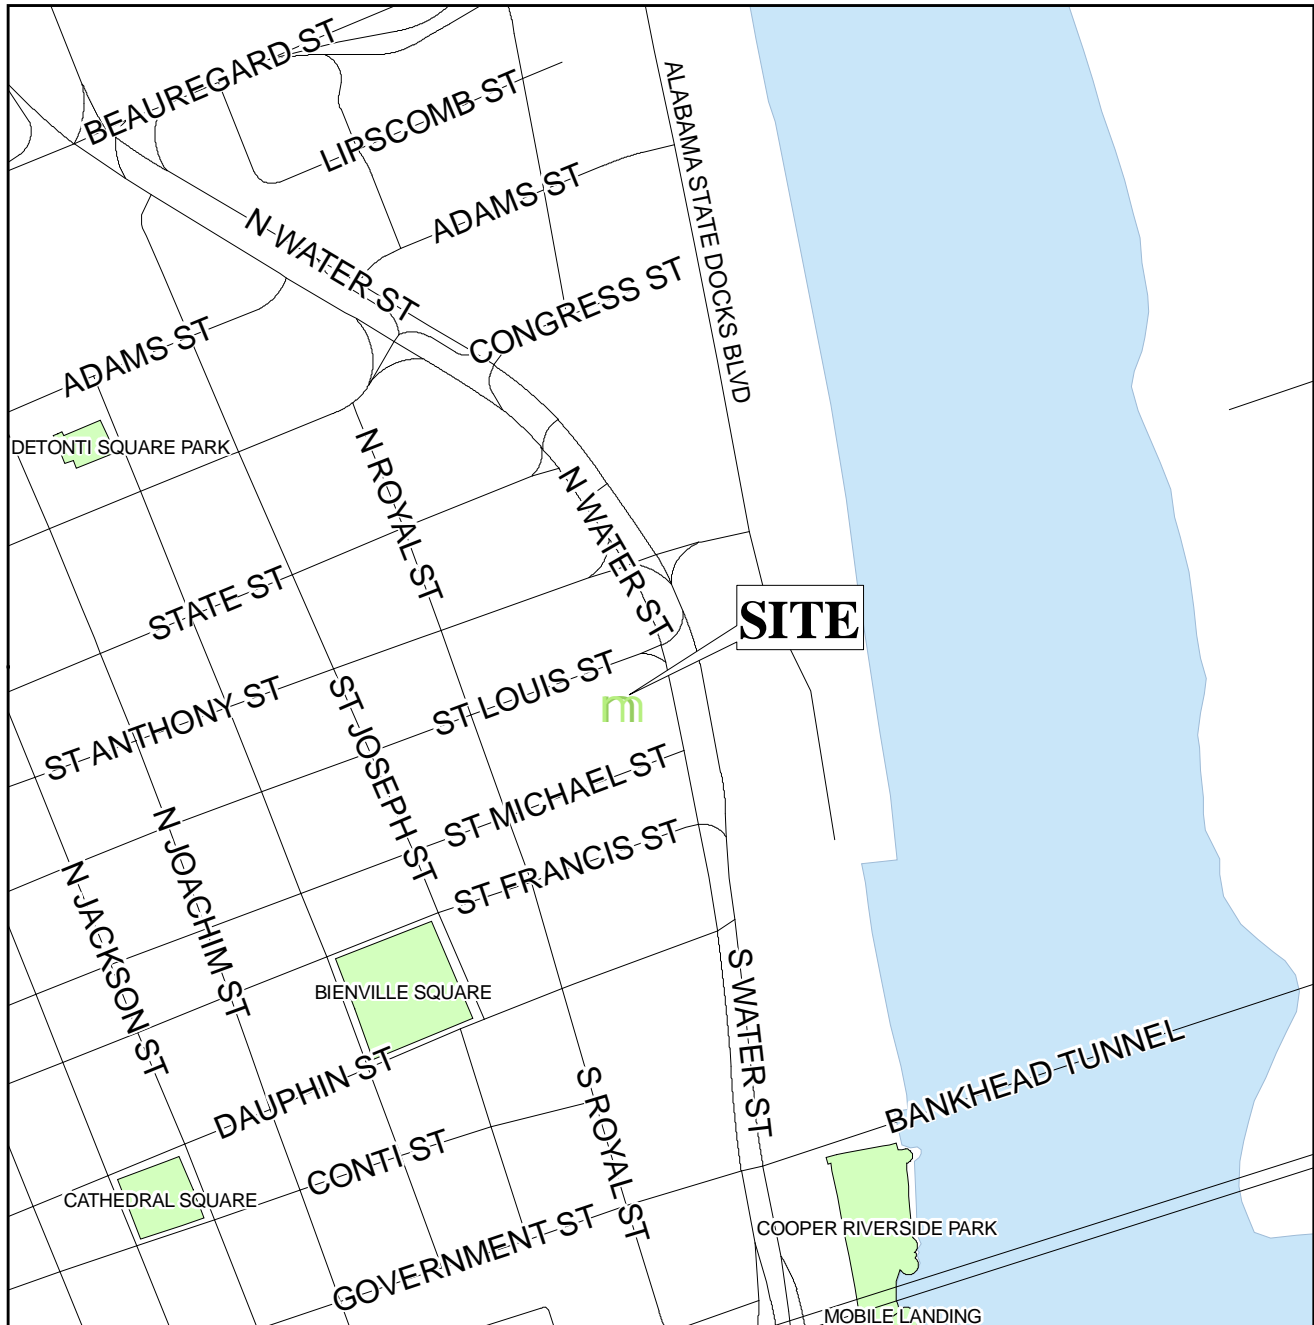 BEAUREGARD ST
LIPSCOMB ST
ALABAMA STATE DOCKS BLVD
ADAMS ST
N WATER ST
CONGRESS ST
ADAMS ST
DETONTI SQUARE PARK
N ROYAL ST
N WATER ST
STATE ST
SITE
ST LOUIS ST
ST ANTHONY ST
m
ST JOSEPH ST
ST MICHAEL ST
N JOACHIM ST
ST FRANCIS ST
N JACKSON ST
BIENVILLE SQUARE
S WATER ST
DAUPHIN ST
BANKHEAD TUNNEL
S ROYAL ST
CONTI ST
CATHEDRAL SQUARE
COOPER RIVERSIDE PARK
GOVERNMENT ST
MOBILE LANDING